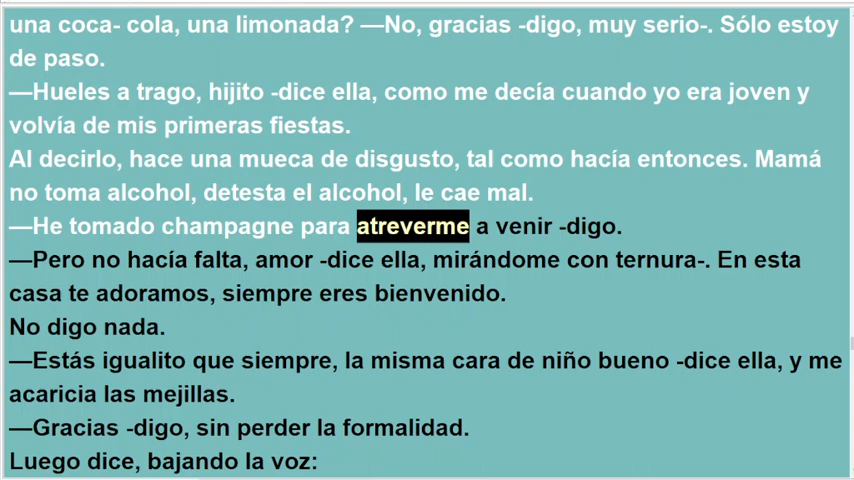 una coca- cola, una limonada? —No, gracias -digo, muy serio-. Sólo estoy
de paso.
—Hueles a trago, hijito -dice ella, como me decía cuando yo era joven y
volvía de mis primeras fiestas.
Al decirlo, hace una mueca de disgusto, tal como hacía entonces. Mamá
no toma alcohol, detesta el alcohol, le cae mal.
—He tomado champagne para atreverme a venir -digo.
—Pero no hacía falta, amor -dice ella, mirándome con ternura-. En esta
casa te adoramos, siempre eres bienvenido.
No digo nada.
—Estás igualito que siempre, la misma cara de niño bueno -dice ella, y me
acaricia las mejillas.
—Gracias -digo, sin perder la formalidad.
Luego dice, bajando la voz: